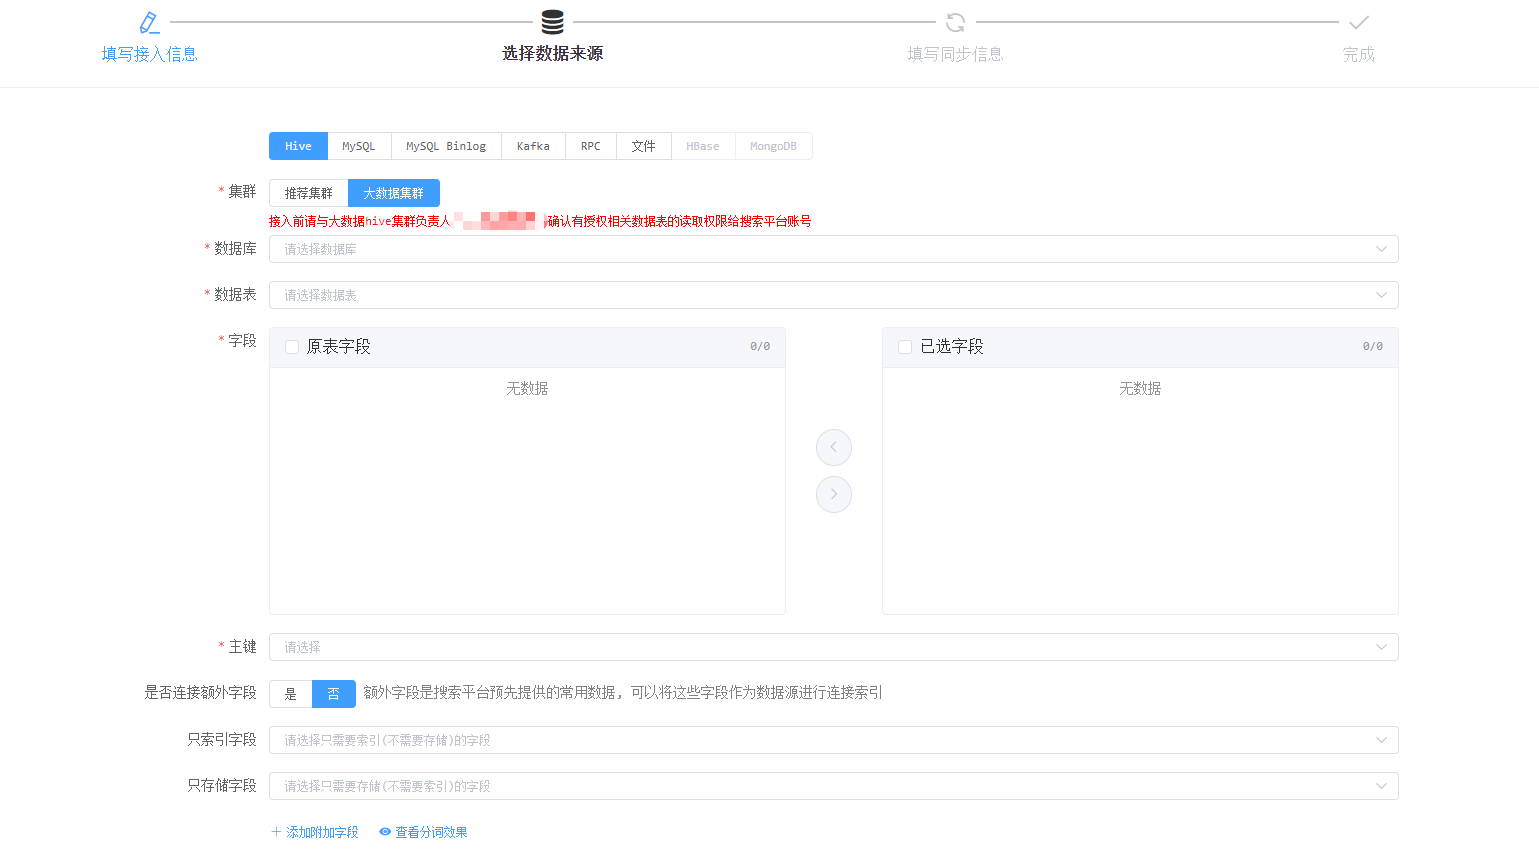 填写接入信息
选择数据来源
填写同步信息
完成
Hive MySQL MySQL Binlog Kafka RPC 文件 HBase MongoDB
* 集群 推荐集群 大数据集群
接入前请与大数据hive集群负责人 确认有授权相关数据表的读取权限给搜索平台账号
* 数据库 请选择数据库
* 数据表 请选择数据表
* 字段
原表字段 0/0
无数据
已选字段 0/0
无数据
* 主键 请选择
是否连接额外字段 是 否 额外字段是搜索平台预先提供的常用数据, 可以将这些字段作为数据源进行连接索引
只索引字段 请选择只需要索引(不需要存储)的字段
只存储字段 请选择只需要存储(不需要索引)的字段
+ 添加附加字段 查看分词效果